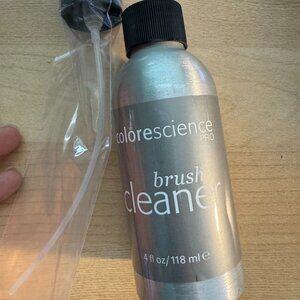 colorescience
PRO
brush
cleaner
4 fl oz/118 ml e